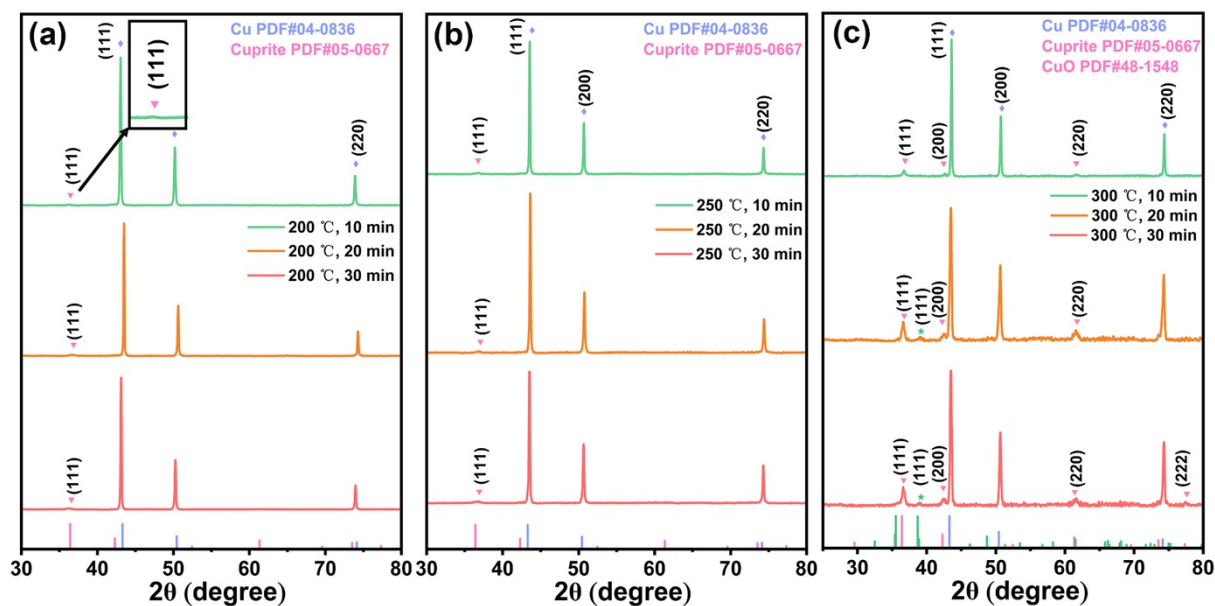 (a)
Cu PDF#04-0836
Cuprite PDF#05-0667
(111)
(111)
(111)
(220)
200 ℃, 10 min
200 ℃, 20 min
200 ℃, 30 min
(111)
(111)
30 40 50 60 70 80
2θ (degree)
(b)
Cu PDF#04-0836
Cuprite PDF#05-0667
(111)
(111)
(200)
(220)
250 ℃, 10 min
250 ℃, 20 min
250 ℃, 30 min
(111)
(111)
30 40 50 60 70 80
2θ (degree)
(c)
Cu PDF#04-0836
Cuprite PDF#05-0667
CuO PDF#48-1548
(111)
(200)
(111)
(200)
(220)
(220)
300 ℃, 10 min
300 ℃, 20 min
300 ℃, 30 min
(111)
(111)
(200)
(220)
(111)
(111)
(200)
(220)
(222)
30 40 50 60 70 80
2θ (degree)